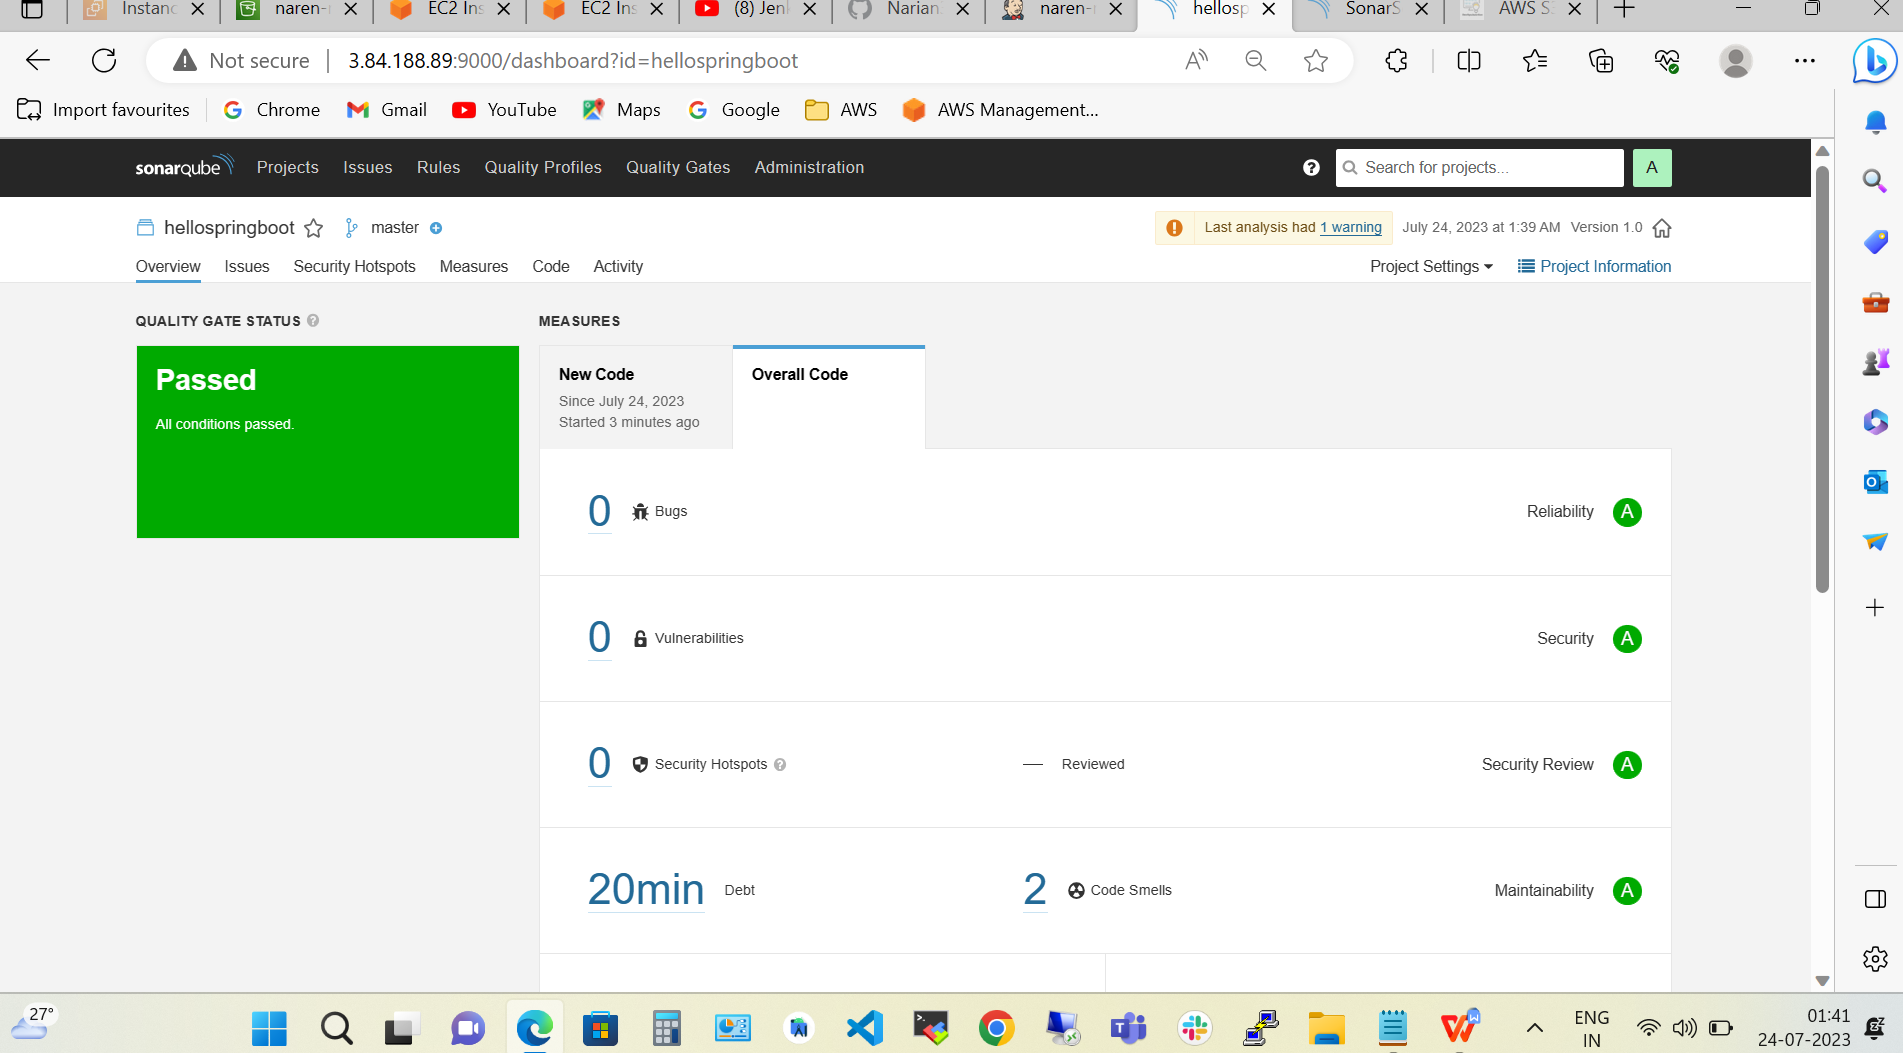 Instanc
naren-r
EC2 Ins
EC2 Ins
(8) Jenk
Narian
naren-r
hellosp
SonarS
AWS S
Not secure
3.84.188.89:9000/dashboard?id=hellospringboot
Import favourites
Chrome
Gmail
YouTube
Maps
Google
AWS
AWS Management...
sonarqube
Projects
Issues
Rules
Quality Profiles
Quality Gates
Administration
Search for projects...
A
hellospringboot
master
Last analysis had 1 warning
July 24, 2023 at 1:39 AM
Version 1.0
Overview
Issues
Security Hotspots
Measures
Code
Activity
Project Settings
Project Information
QUALITY GATE STATUS
MEASURES
Passed
All conditions passed.
New Code
Since July 24, 2023
Started 3 minutes ago
Overall Code
0 Bugs
Reliability A
0 Vulnerabilities
Security A
0 Security Hotspots
— Reviewed
Security Review A
20min Debt
2 Code Smells
Maintainability A
27°
ENG
IN
01:41
24-07-2023